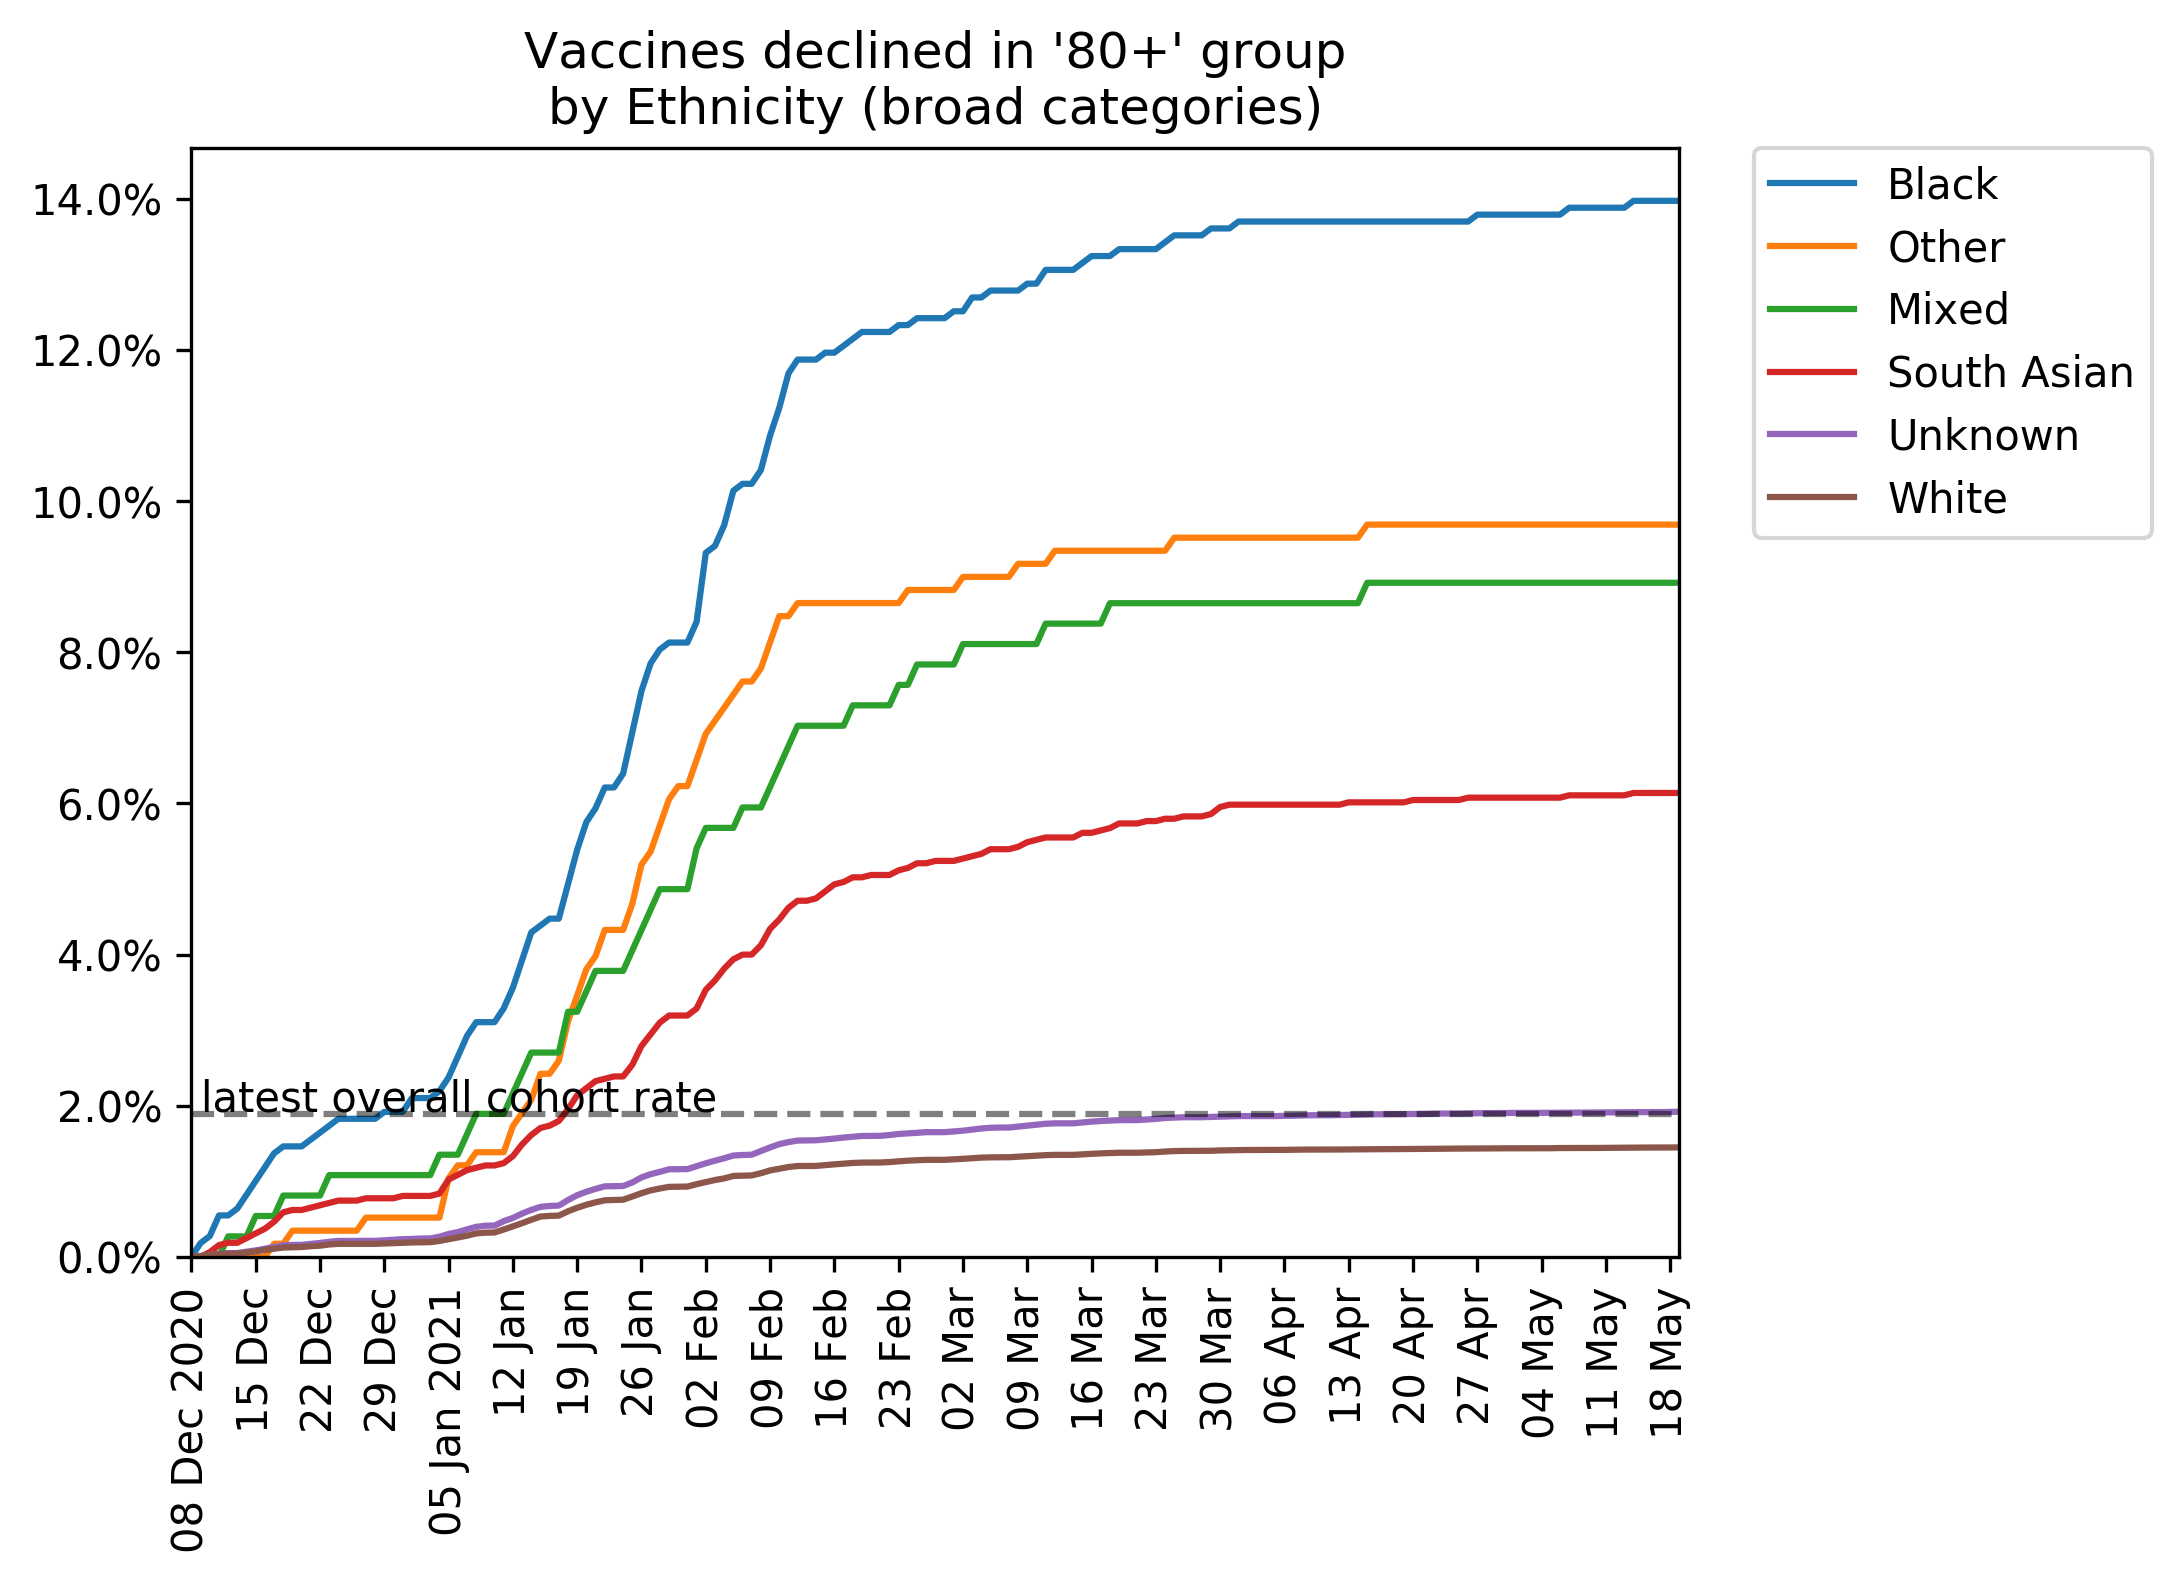 Vaccines declined in '80+' group
by Ethnicity (broad categories)
14.0%
12.0%
10.0%
8.0%
6.0%
4.0%
2.0%
0.0%
latest overall cohort rate
08 Dec 2020
15 Dec
22 Dec
29 Dec
05 Jan 2021
12 Jan
19 Jan
26 Jan
02 Feb
09 Feb
16 Feb
23 Feb
02 Mar
09 Mar
16 Mar
23 Mar
30 Mar
06 Apr
13 Apr
20 Apr
27 Apr
04 May
11 May
18 May
Black
Other
Mixed
South Asian
Unknown
White